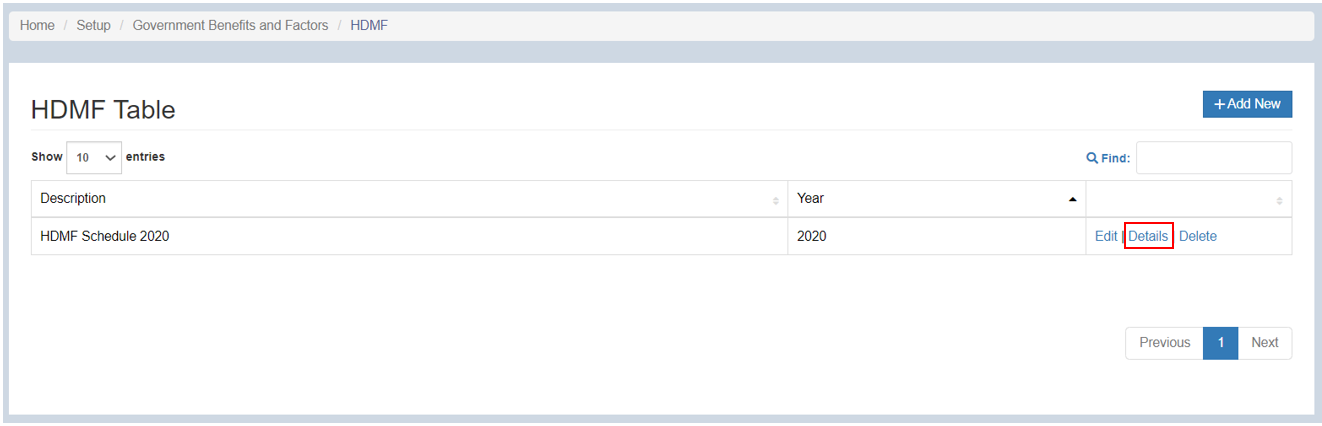 Home / Setup / Government Benefits and Factors / HDMF
HDMF Table
+ Add New
Show 10 entries
Find:
Description Year
HDMF Schedule 2020 2020 Edit | Details Delete
Previous 1 Next